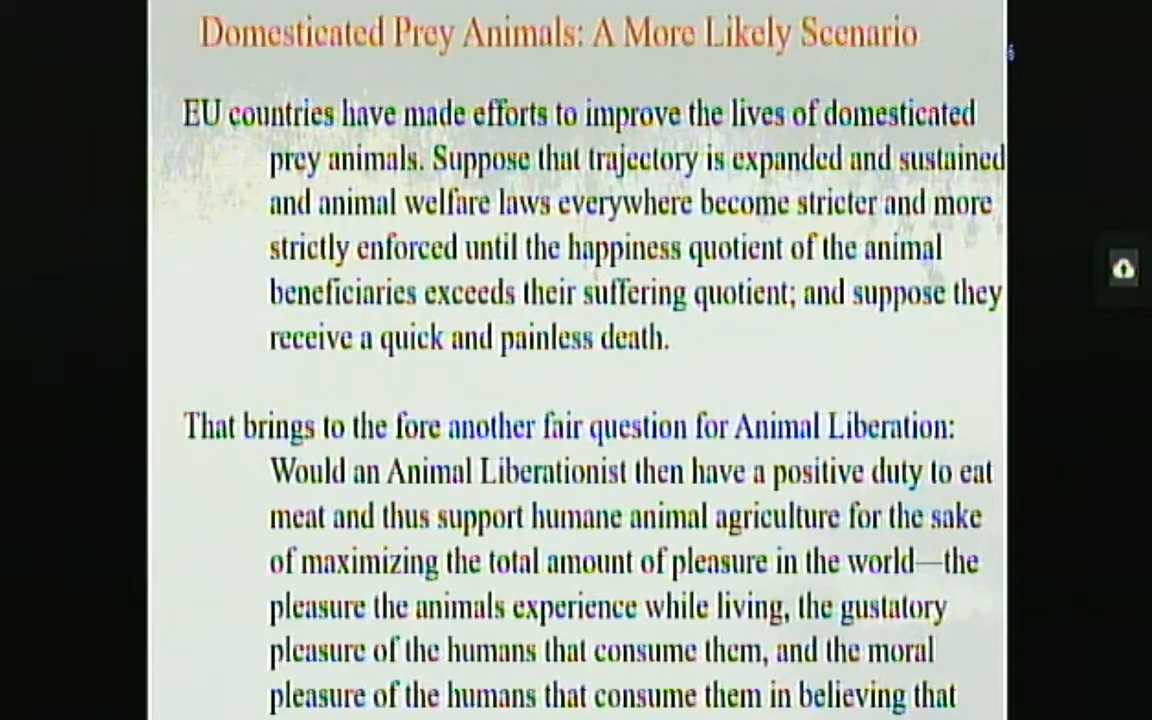 Domesticated Prey Animals: A More Likely Scenario
EU countries have made efforts to improve the lives of domesticated
prey animals. Suppose that trajectory is expanded and sustained
and animal welfare laws everywhere become stricter and more
strictly enforced until the happiness quotient of the animal
beneficiaries exceeds their suffering quotient; and suppose they
receive a quick and painless death.
That brings to the fore another fair question for Animal Liberation:
Would an Animal Liberationist then have a positive duty to eat
meat and thus support humane animal agriculture for the sake
of maximizing the total amount of pleasure in the world—the
pleasure the animals experience while living, the gustatory
pleasure of the humans that consume them, and the moral
pleasure of the humans that consume them in believing that